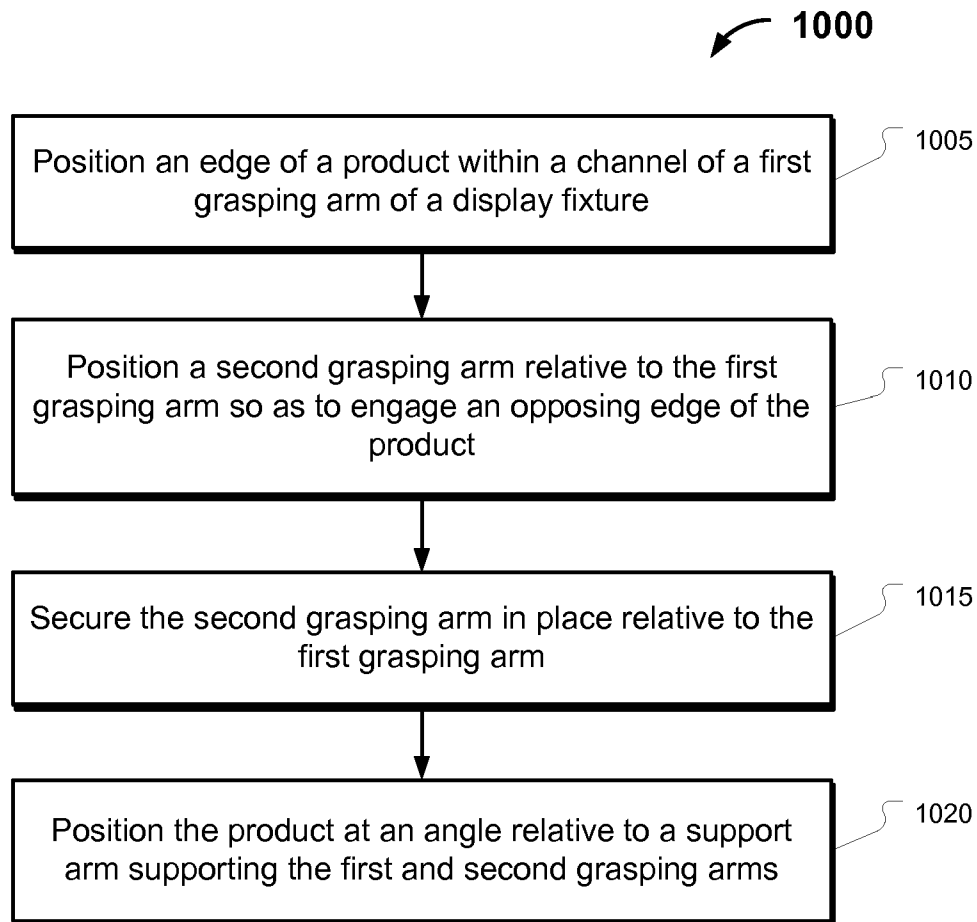 1000
Position an edge of a product within a channel of a first
grasping arm of a display fixture
1005
Position a second grasping arm relative to the first
grasping arm so as to engage an opposing edge of the
product
1010
Secure the second grasping arm in place relative to the
first grasping arm
1015
Position the product at an angle relative to a support
arm supporting the first and second grasping arms
1020